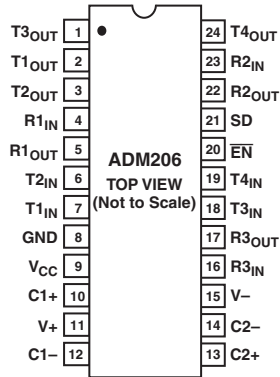 T3OUT 1
T1OUT 2
T2OUT 3
R1IN 4
R1OUT 5
T2IN 6
T1IN 7
GND 8
VCC 9
C1+ 10
V+ 11
C1– 12
ADM206
TOP VIEW
(Not to Scale)
24 T4OUT
23 R2IN
22 R2OUT
21 SD
20 E̅N̅
19 T4IN
18 T3IN
17 R3OUT
16 R3IN
15 V–
14 C2–
13 C2+